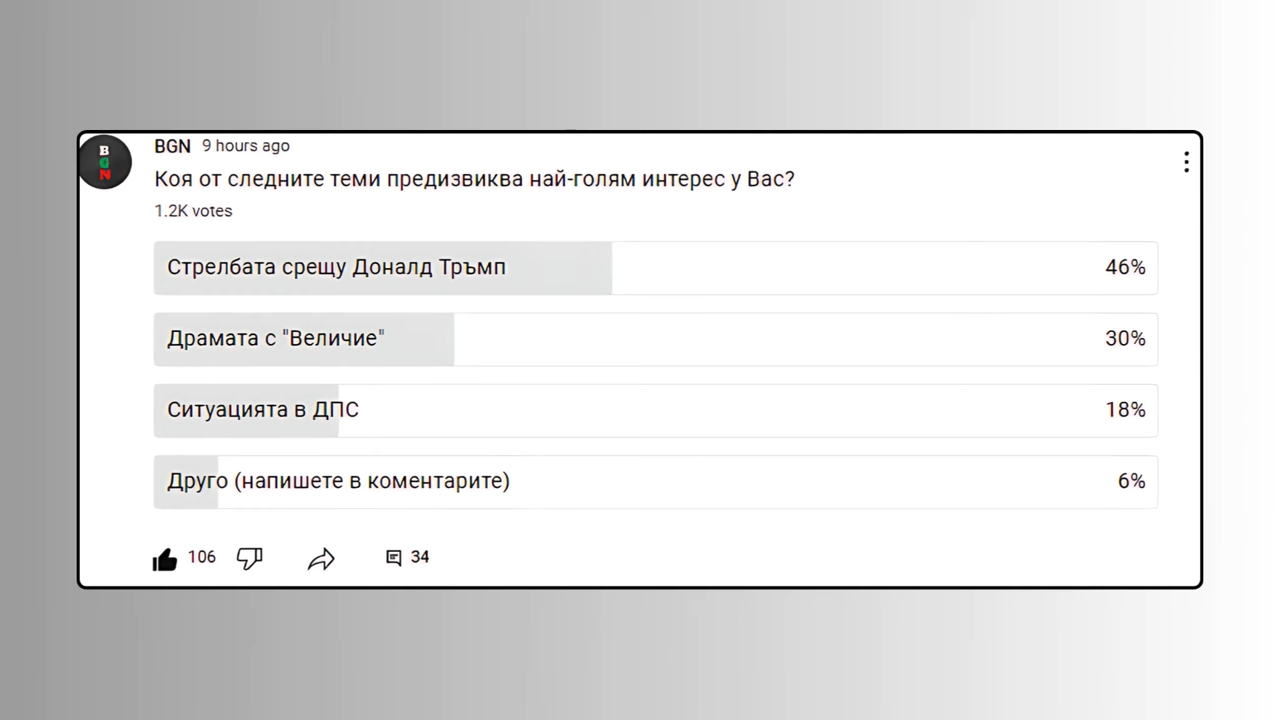 B
G
N
BGN 9 hours ago
Коя от следните теми предизвиква най-голям интерес у Вас?
1.2K votes
Стрелбата срещу Доналд Тръмп 46%
Драмата с "Величие" 30%
Ситуацията в ДПС 18%
Друго (напишете в коментарите) 6%
106 34